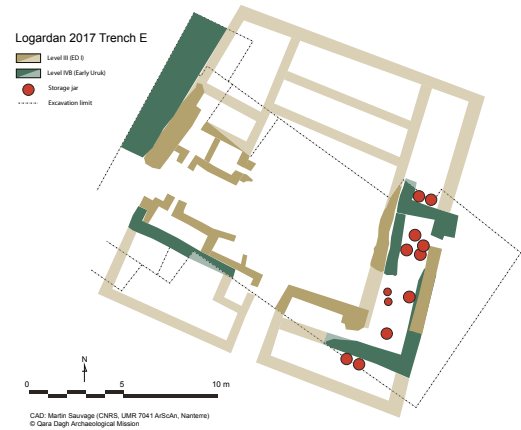 Logardan 2017 Trench E
Level III (ED I)
Level IVB (Early Uruk)
Storage jar
Excavation limit
N
0 5 10 m
CAD: Martin Sauvage (CNRS, UMR 7041 ArScAn, Nanterre)
© Qara Dagh Archaeological Mission